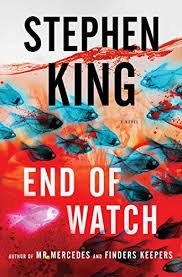 STEPHEN
KING
A NOVEL
END OF
WATCH
AUTHOR OF MR. MERCEDES AND FINDERS KEEPERS